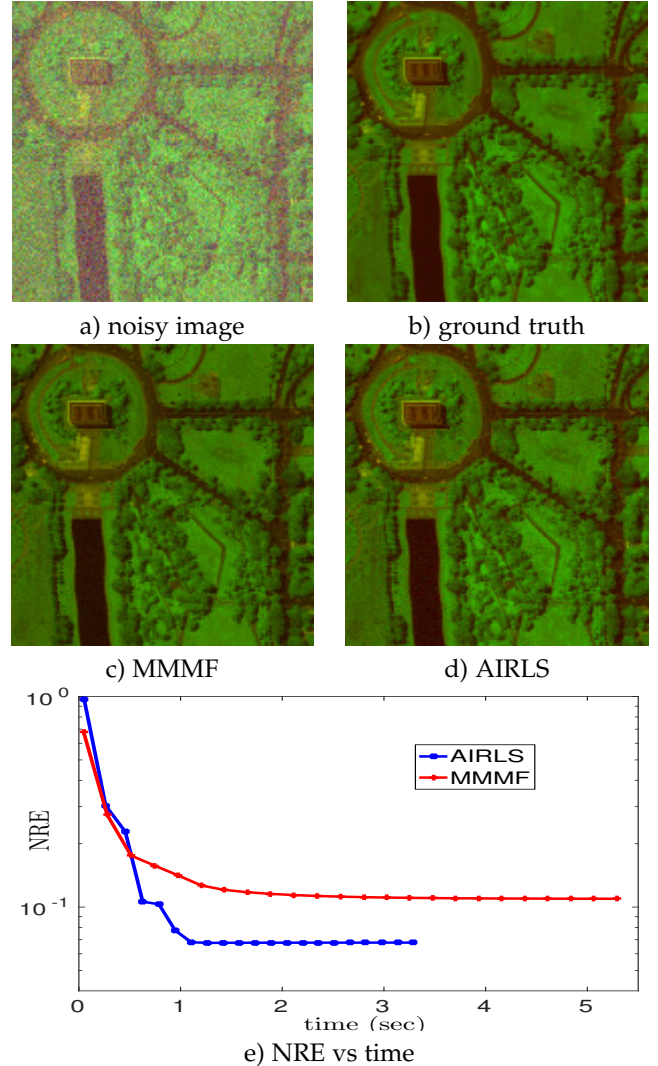 a) noisy image
b) ground truth
c) MMMF
d) AIRLS
10^0
AIRLS
MMMF
NRE
10^-1
0 1 2 3 4 5
time (sec)
e) NRE vs time